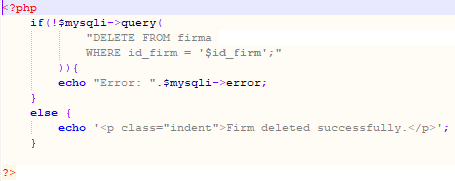 <?php
if(!$mysqli->query(
"DELETE FROM firma
WHERE id_firm = '$id_firm';"
)){
echo "Error: ".$mysqli->error;
}
else {
echo '<p class="indent">Firm deleted successfully.</p>';
}
?>